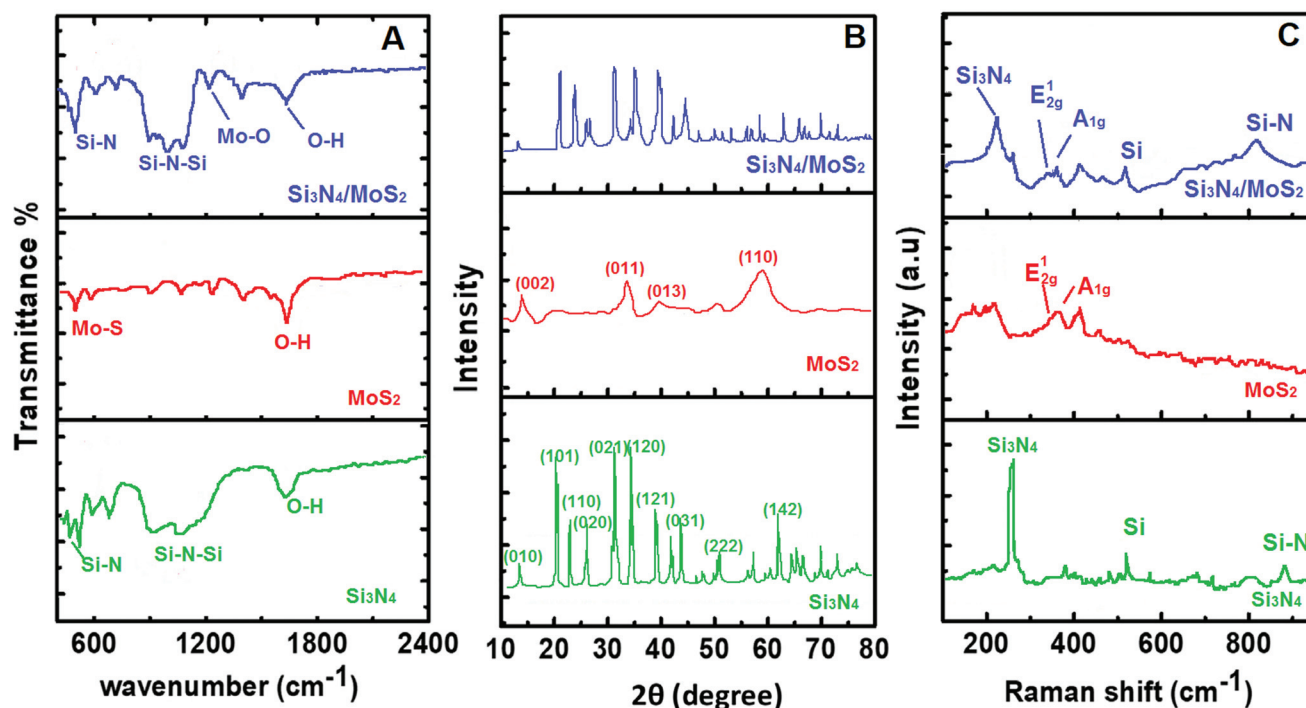 A
Si-N
Si-N-Si
Mo-O
O-H
Si₃N₄/MoS₂
Mo-S
O-H
MoS₂
O-H
Si-N
Si-N-Si
Si₃N₄
Transmittance %
600 1200 1800 2400
wavenumber (cm⁻¹)
B
Si₃N₄/MoS₂
(002)
(011)
(013)
(110)
MoS₂
(101)
(021)
(120)
(110)
(121)
(142)
(020)
(031)
(010)
(222)
Si₃N₄
Intensity
10 20 30 40 50 60 70 80
2θ (degree)
C
Si₃N₄
E¹₂g
A₁g
Si
Si-N
Si₃N₄/MoS₂
E¹₂g
A₁g
MoS₂
Si₃N₄
Si
Si-N
Si₃N₄
Intensity (a.u)
200 400 600 800
Raman shift (cm⁻¹)